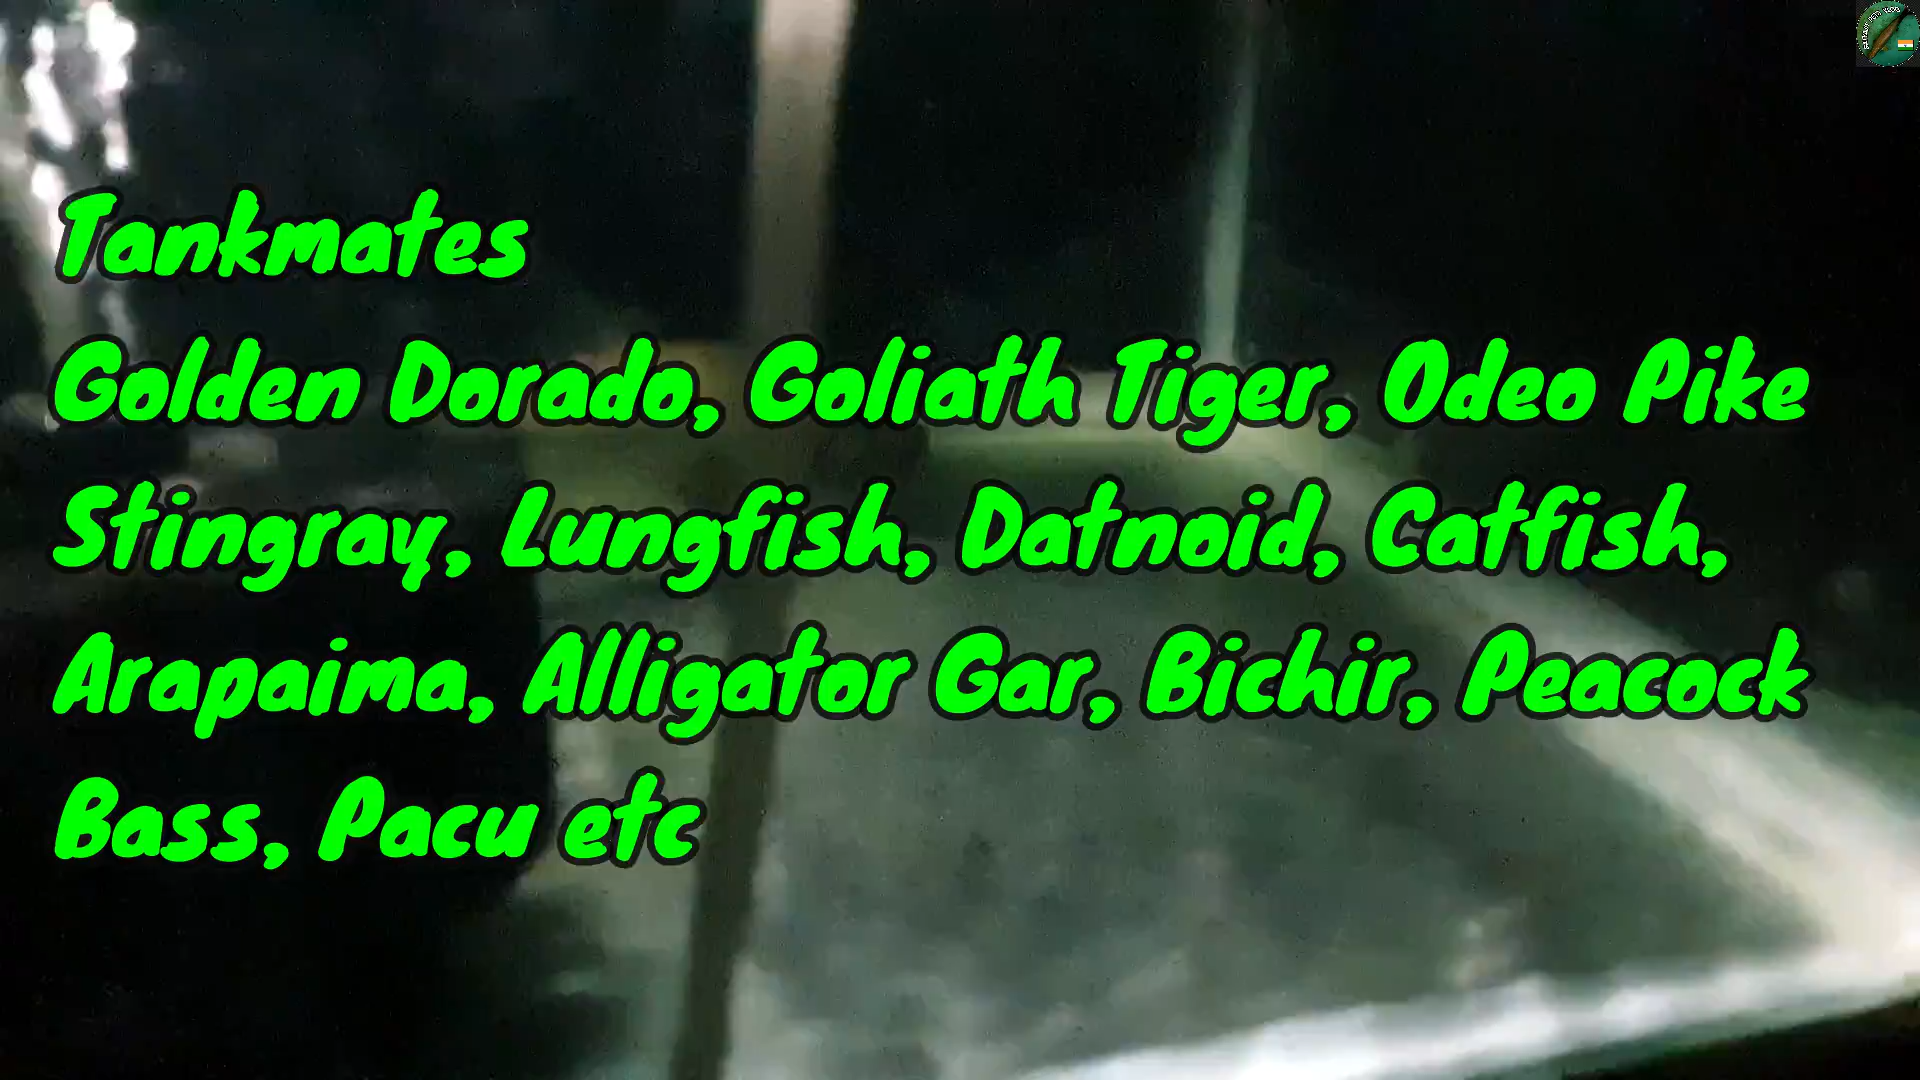 Tankmates
Golden Dorado, Goliath Tiger, Odeo Pike
Stingray, Lungfish, Datnoid, Catfish,
Arapaima, Alligator Gar, Bichir, Peacock
Bass, Pacu etc